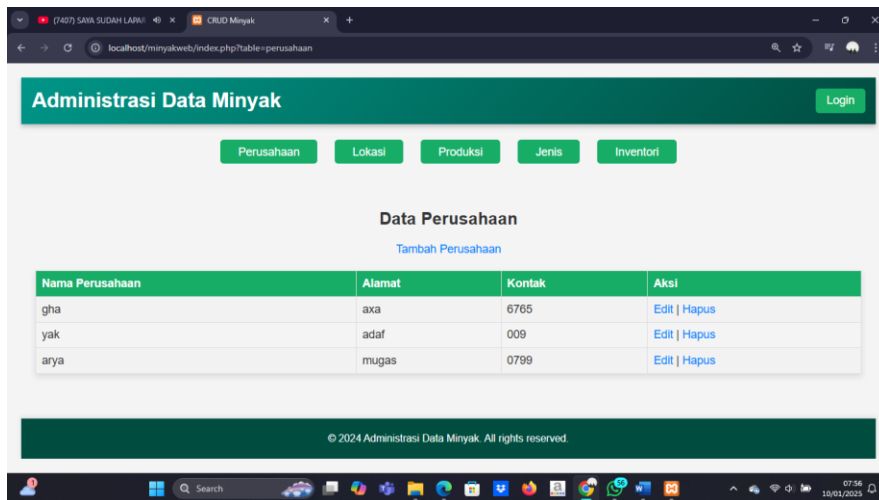 (7407) SAYA SUDAH LAPA
CRUD Minyak
localhost/minyakweb/index.php?table=perusahaan
Administrasi Data Minyak
Login
Perusahaan Lokasi Produksi Jenis Inventori
Data Perusahaan
Tambah Perusahaan
Nama Perusahaan Alamat Kontak Aksi
gha axa 6765 Edit | Hapus
yak adaf 009 Edit | Hapus
arya mugas 0799 Edit | Hapus
© 2024 Administrasi Data Minyak. All rights reserved.
1
Search
56
07:56
10/01/2025